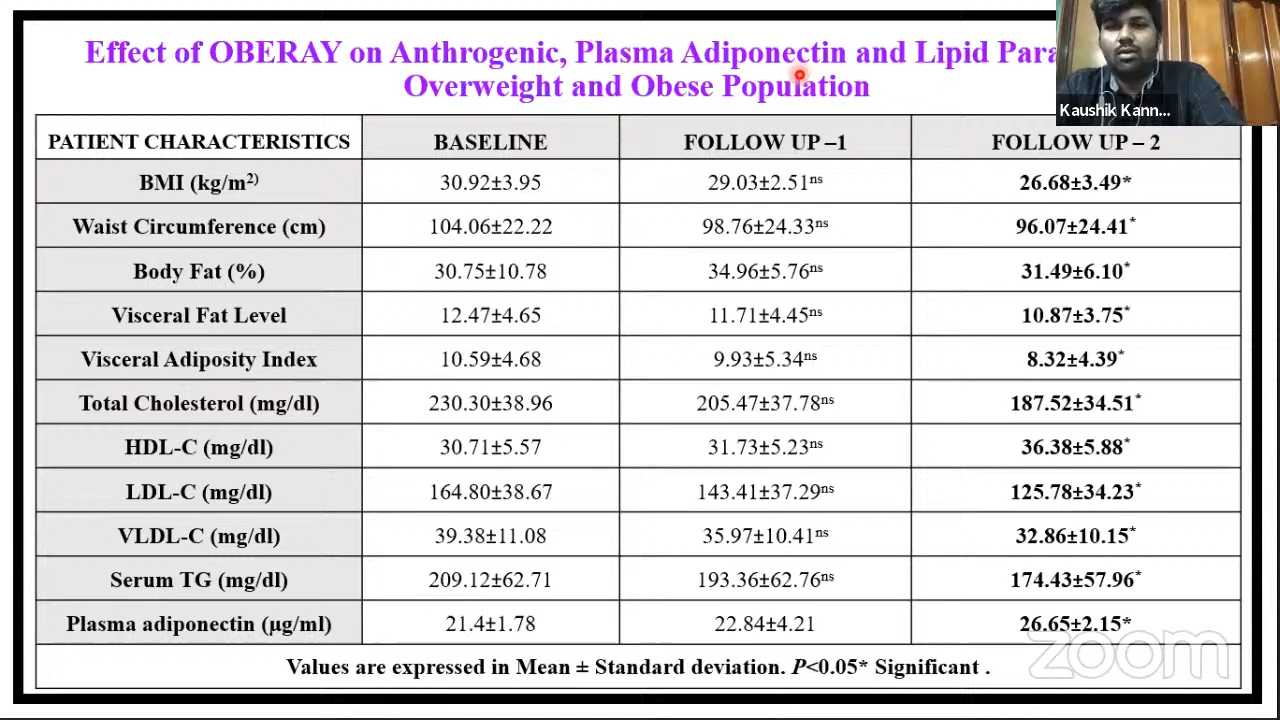 Effect of OBERAY on Anthrogenic, Plasma Adiponectin and Lipid
Overweight and Obese Population
Kaushik Kann...
PATIENT CHARACTERISTICS BASELINE FOLLOW UP –1 FOLLOW UP – 2
BMI (kg/m²⁾ 30.92±3.95 29.03±2.51ⁿˢ 26.68±3.49*
Waist Circumference (cm) 104.06±22.22 98.76±24.33ⁿˢ 96.07±24.41*
Body Fat (%) 30.75±10.78 34.96±5.76ⁿˢ 31.49±6.10*
Visceral Fat Level 12.47±4.65 11.71±4.45ⁿˢ 10.87±3.75*
Visceral Adiposity Index 10.59±4.68 9.93±5.34ⁿˢ 8.32±4.39*
Total Cholesterol (mg/dl) 230.30±38.96 205.47±37.78ⁿˢ 187.52±34.51*
HDL-C (mg/dl) 30.71±5.57 31.73±5.23ⁿˢ 36.38±5.88*
LDL-C (mg/dl) 164.80±38.67 143.41±37.29ⁿˢ 125.78±34.23*
VLDL-C (mg/dl) 39.38±11.08 35.97±10.41ⁿˢ 32.86±10.15*
Serum TG (mg/dl) 209.12±62.71 193.36±62.76ⁿˢ 174.43±57.96*
Plasma adiponectin (µg/ml) 21.4±1.78 22.84±4.21 26.65±2.15*
zoom
Values are expressed in Mean ± Standard deviation. P<0.05* Significant .